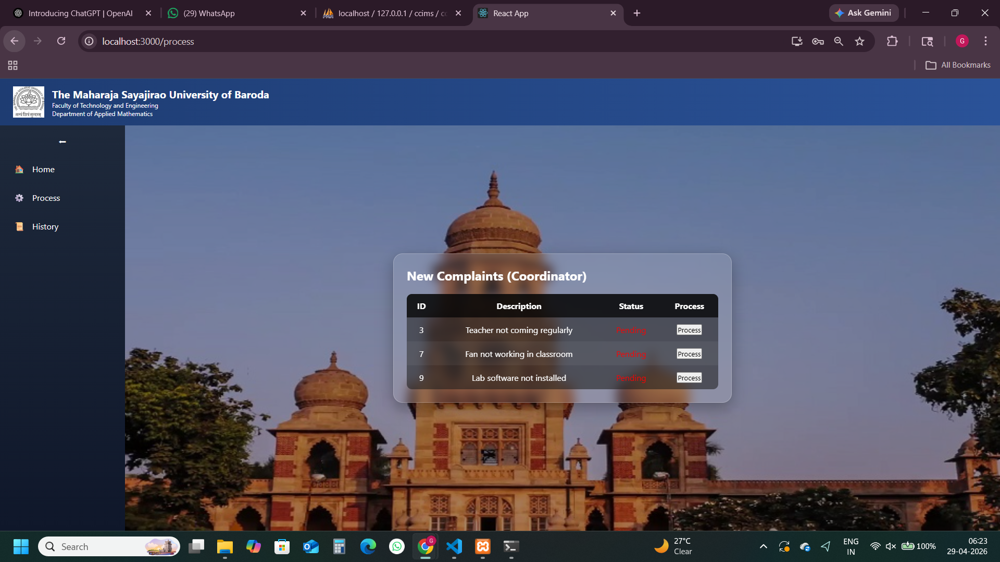 Introducing ChatGPT | OpenAI
(29) WhatsApp
localhost / 127.0.0.1 / ccims / cc
React App
Ask Gemini
localhost:3000/process
G
All Bookmarks
The Maharaja Sayajirao University of Baroda
Faculty of Technology and Engineering
Department of Applied Mathematics
Home
Process
History
New Complaints (Coordinator)
ID Description Status Process
3 Teacher not coming regularly Pending Process
7 Fan not working in classroom Pending Process
9 Lab software not installed Pending Process
Search
G
27°C
Clear
ENG
IN
100%
06:23
29-04-2026